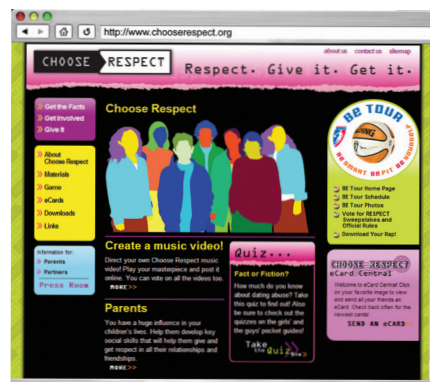 http://www.chooserespect.org
about us contact us sitemap
CHOOSE RESPECT
Respect. Give it. Get it.
Get the Facts
Get Involved
Give it
About
Choose Respect
Materials
Game
eCards
Downloads
Links
Information for:
Parents
Partners
Press Room
Choose Respect
Create a music video!
Direct your own Choose Respect music
video! Play your masterpiece and post it
online. You can vote on all the videos too.
MORE>>
Parents
You have a huge influence in your
children's lives. Help them develop key
social skills that will help them give and
get respect in all their relationships and
friendships.
MORE>>
Quiz...
Fact or Fiction?
How much do you know
about dating abuse? Take
this quiz to find out! Also
be sure to check out the
quizzes on the girls' and
the guys' pocket guides!
Take
the Quiz
BE TOUR
BE SMART BE FIT BE YOURSELF
BE Tour Home Page
BE Tour Schedule
BE Tour Photos
Vote for RESPECT
Sweepstakes and
Official Rules
Download Your Rap!
CHOOSE RESPECT
eCard Central
Welcome to eCard Central! Click
on your favorite image to view
and send all your friends an
eCard. Check back often for the
newest cards!
SEND AN eCARD>>